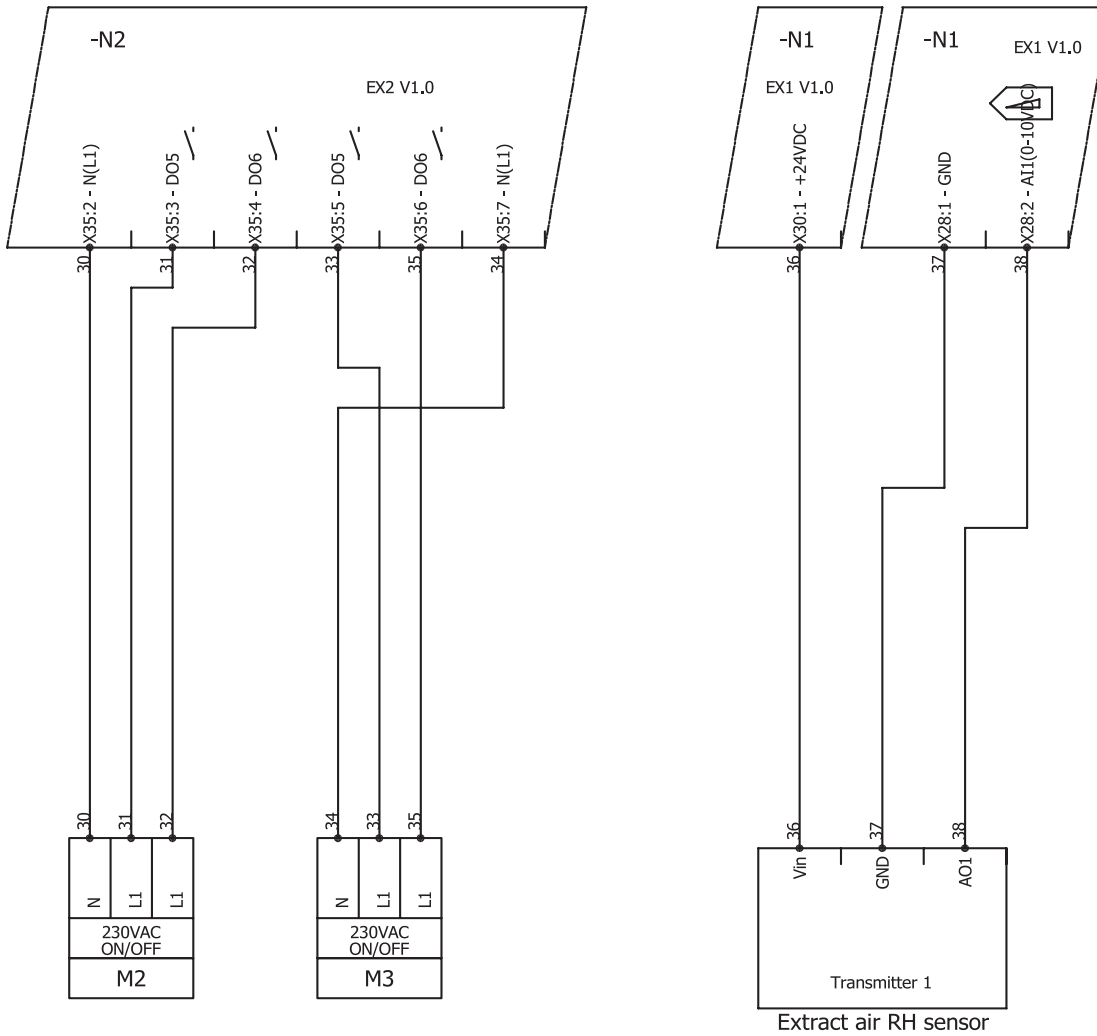 -N2
EX2 V1.0
X35:2 - N(L1)
X35:3 - DO5
X35:4 - DO6
X35:5 - DO5
X35:6 - DO6
X35:7 - N(L1)
30
31
32
33
35
34
30
31
32
34
33
35
N
L1
L1
N
L1
L1
230VAC
ON/OFF
M2
230VAC
ON/OFF
M3
-N1
EX1 V1.0
X30:1 - +24VDC
-N1
EX1 V1.0
X28:1 - GND
X28:2 - AI1(0-10VDC)
36
37
38
36
37
38
Vin
GND
AO1
Transmitter 1
Extract air RH sensor